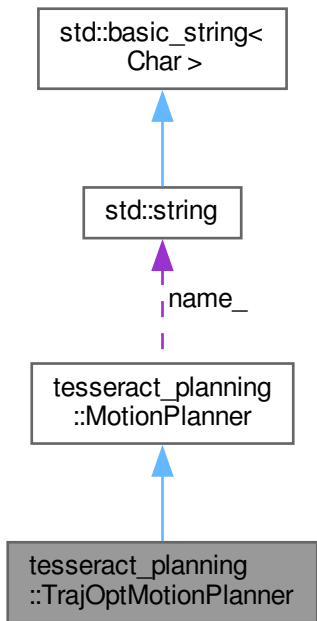 std::basic_string<
Char >
std::string
name_
tesseract_planning
::MotionPlanner
tesseract_planning
::TrajOptMotionPlanner